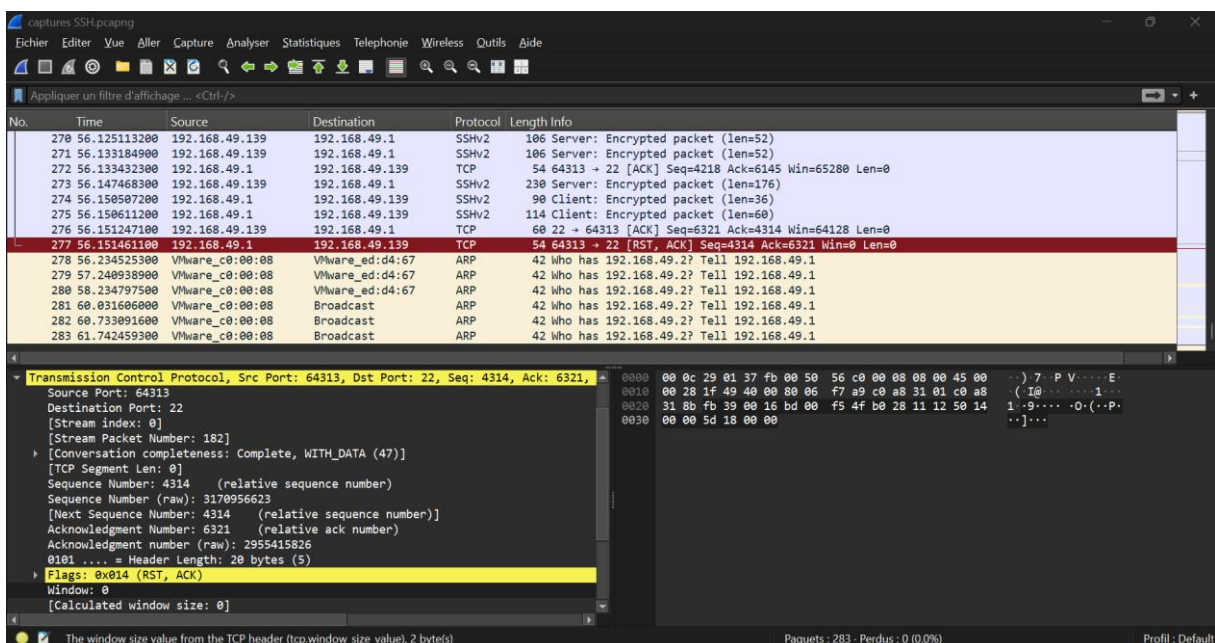 captures SSH.pcapng
Fichier Editer Vue Aller Capture Analyser Statistiques Telephonie Wireless Outils Aide
Appliquer un filtre d'affichage ... <Ctrl-/>
No. Time Source Destination Protocol Length Info
270 56.125113200 192.168.49.139 192.168.49.1 SSHv2 106 Server: Encrypted packet (len=52)
271 56.133184900 192.168.49.139 192.168.49.1 SSHv2 106 Server: Encrypted packet (len=52)
272 56.133432300 192.168.49.1 192.168.49.139 TCP 54 64313 → 22 [ACK] Seq=4218 Ack=6145 Win=65280 Len=0
273 56.147468300 192.168.49.139 192.168.49.1 SSHv2 230 Server: Encrypted packet (len=176)
274 56.150507200 192.168.49.1 192.168.49.139 SSHv2 90 Client: Encrypted packet (len=36)
275 56.150611200 192.168.49.1 192.168.49.139 SSHv2 114 Client: Encrypted packet (len=60)
276 56.151247100 192.168.49.139 192.168.49.1 TCP 60 22 → 64313 [ACK] Seq=6321 Ack=4314 Win=64128 Len=0
277 56.151461100 192.168.49.1 192.168.49.139 TCP 54 64313 → 22 [RST, ACK] Seq=4314 Ack=6321 Win=0 Len=0
278 56.234525300 VMware_c0:00:08 VMware_ed:d4:67 ARP 42 Who has 192.168.49.2? Tell 192.168.49.1
279 57.240938900 VMware_c0:00:08 VMware_ed:d4:67 ARP 42 Who has 192.168.49.2? Tell 192.168.49.1
280 58.234797500 VMware_c0:00:08 VMware_ed:d4:67 ARP 42 Who has 192.168.49.2? Tell 192.168.49.1
281 60.031606000 VMware_c0:00:08 Broadcast ARP 42 Who has 192.168.49.2? Tell 192.168.49.1
282 60.733091600 VMware_c0:00:08 Broadcast ARP 42 Who has 192.168.49.2? Tell 192.168.49.1
283 61.742459300 VMware_c0:00:08 Broadcast ARP 42 Who has 192.168.49.2? Tell 192.168.49.1
Transmission Control Protocol, Src Port: 64313, Dst Port: 22, Seq: 4314, Ack: 6321,
Source Port: 64313
Destination Port: 22
[Stream index: 0]
[Stream Packet Number: 182]
[Conversation completeness: Complete, WITH_DATA (47)]
[TCP Segment Len: 0]
Sequence Number: 4314 (relative sequence number)
Sequence Number (raw): 3170956623
[Next Sequence Number: 4314 (relative sequence number)]
Acknowledgment Number: 6321 (relative ack number)
Acknowledgment number (raw): 2955415826
0101 .... = Header Length: 20 bytes (5)
Flags: 0x014 (RST, ACK)
Window: 0
[Calculated window size: 0]
0000 00 0c 29 01 37 fb 00 50 56 c0 00 08 08 00 45 00 ··)·7··P V·····E·
0010 00 28 1f 49 40 00 80 06 f7 a9 c0 a8 31 01 c0 a8 ·(·I@··· ····1···
0020 31 8b fb 39 00 16 bd 00 f5 4f b0 28 11 12 50 14 1··9···· ·O·(··P·
0030 00 00 5d 18 00 00 ··]···
The window size value from the TCP header (tcp.window_size_value), 2 byte(s)
Paquets : 283 · Perdus : 0 (0.0%)
Profil : Default